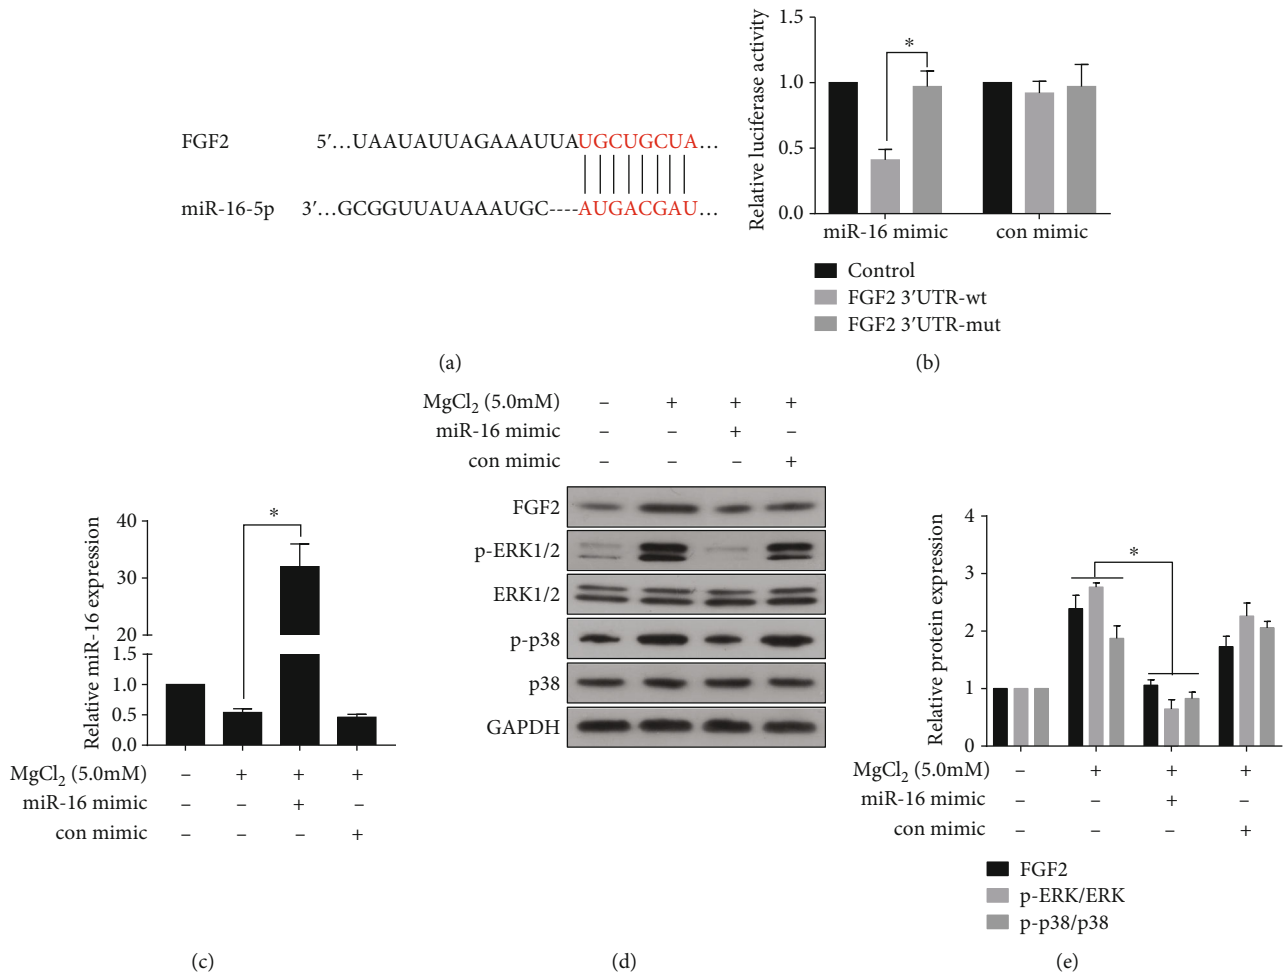 FGF2 5′…UAAUAUUAGAAAUUAUGCUGCUA…
miR-16-5p 3′…GCGGUUAUAAAUGC----AUGACGAU…
(a)
Relative luciferase activity
1.5
1.0
0.5
0.0
*
miR-16 mimic con mimic
Control
FGF2 3′UTR-wt
FGF2 3′UTR-mut
(b)
Relative miR-16 expression
40
30
20
1.5
1.0
0.5
0.0
*
MgCl₂ (5.0mM) – + + +
miR-16 mimic – – + –
con mimic – – – +
(c)
MgCl₂ (5.0mM) – + + +
miR-16 mimic – – + –
con mimic – – – +
FGF2
p-ERK1/2
ERK1/2
p-p38
p38
GAPDH
(d)
Relative protein expression
4
3
2
1
0
*
MgCl₂ (5.0mM) – + + +
miR-16 mimic – – + –
con mimic – – – +
FGF2
p-ERK/ERK
p-p38/p38
(e)